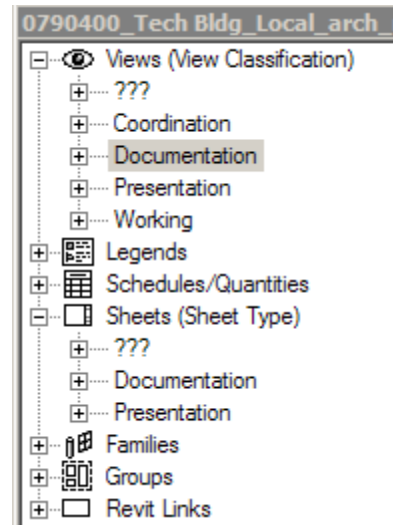 0790400_Tech Bldg_Local_arch_
Views (View Classification)
???
Coordination
Documentation
Presentation
Working
Legends
Schedules/Quantities
Sheets (Sheet Type)
???
Documentation
Presentation
Families
Groups
Revit Links